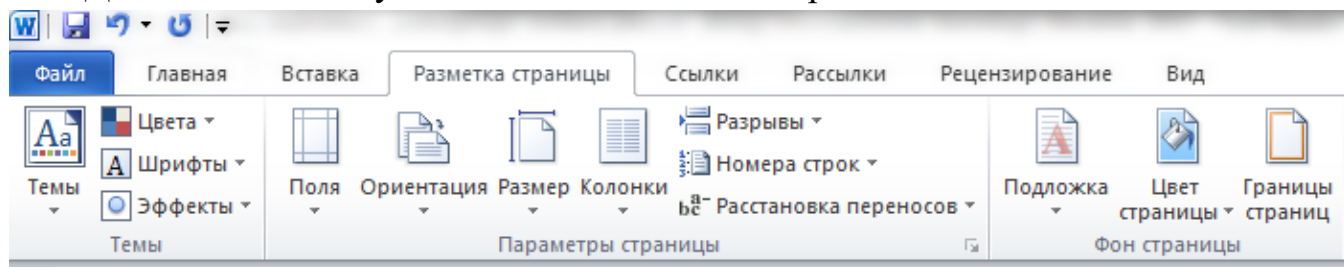 Файл Главная Вставка Разметка страницы Ссылки Рассылки Рецензирование Вид
Темы
Цвета
Шрифты
Эффекты
Темы
Поля
Ориентация
Размер
Колонки
Разрывы
Номера строк
Расстановка переносов
Параметры страницы
Подложка
Цвет
страницы
Границы
страниц
Фон страницы